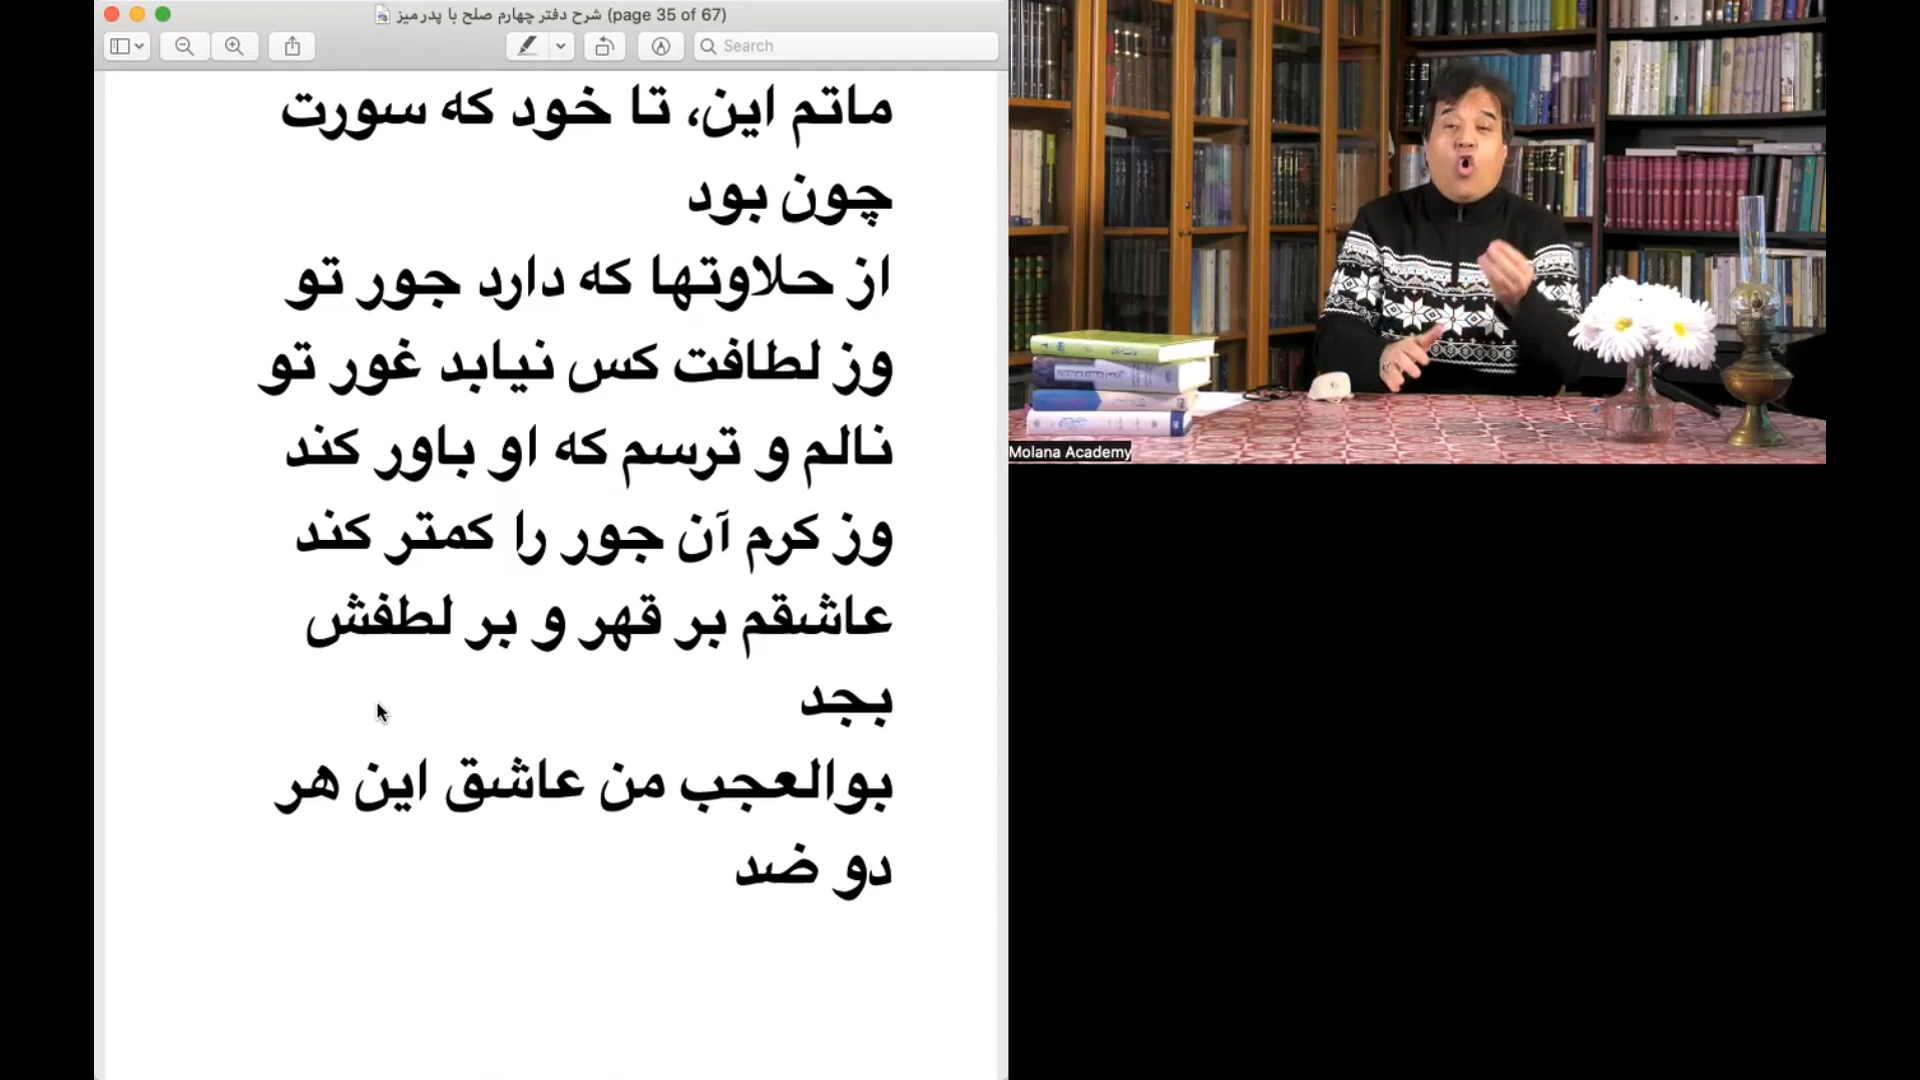 شرح دفتر چهارم صلح با پدر میز (page 35 of 67)
Search
ماتم این، تا خود که سورت
چون بود
از حلاوتها که دارد جور تو
وز لطافت کس نیابد غور تو
نالم و ترسم که او باور کند
وز کرم آن جور را کمتر کند
عاشقم بر قهر و بر لطفش
بجد
بوالعجب من عاشق این هر
دو ضد
Molana Academy